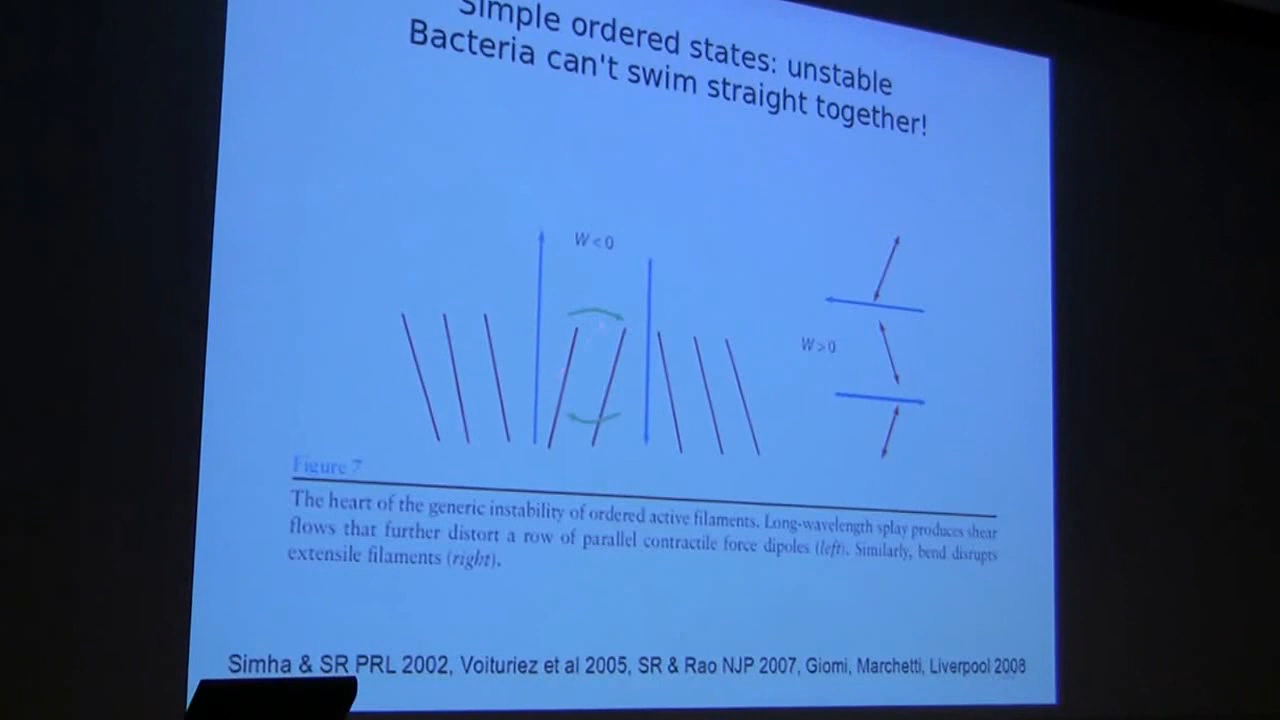 Simple ordered states: unstable
Bacteria can't swim straight together!
W < 0
W > 0
Figure 7
The heart of the generic instability of ordered active filaments. Long-wavelength splay produces shear
flows that further distort a row of parallel contractile force dipoles (left). Similarly, bend disrupts
extensile filaments (right).
Simha & SR PRL 2002, Voituriez et al 2005, SR & Rao NJP 2007, Giomi, Marchetti, Liverpool 2008